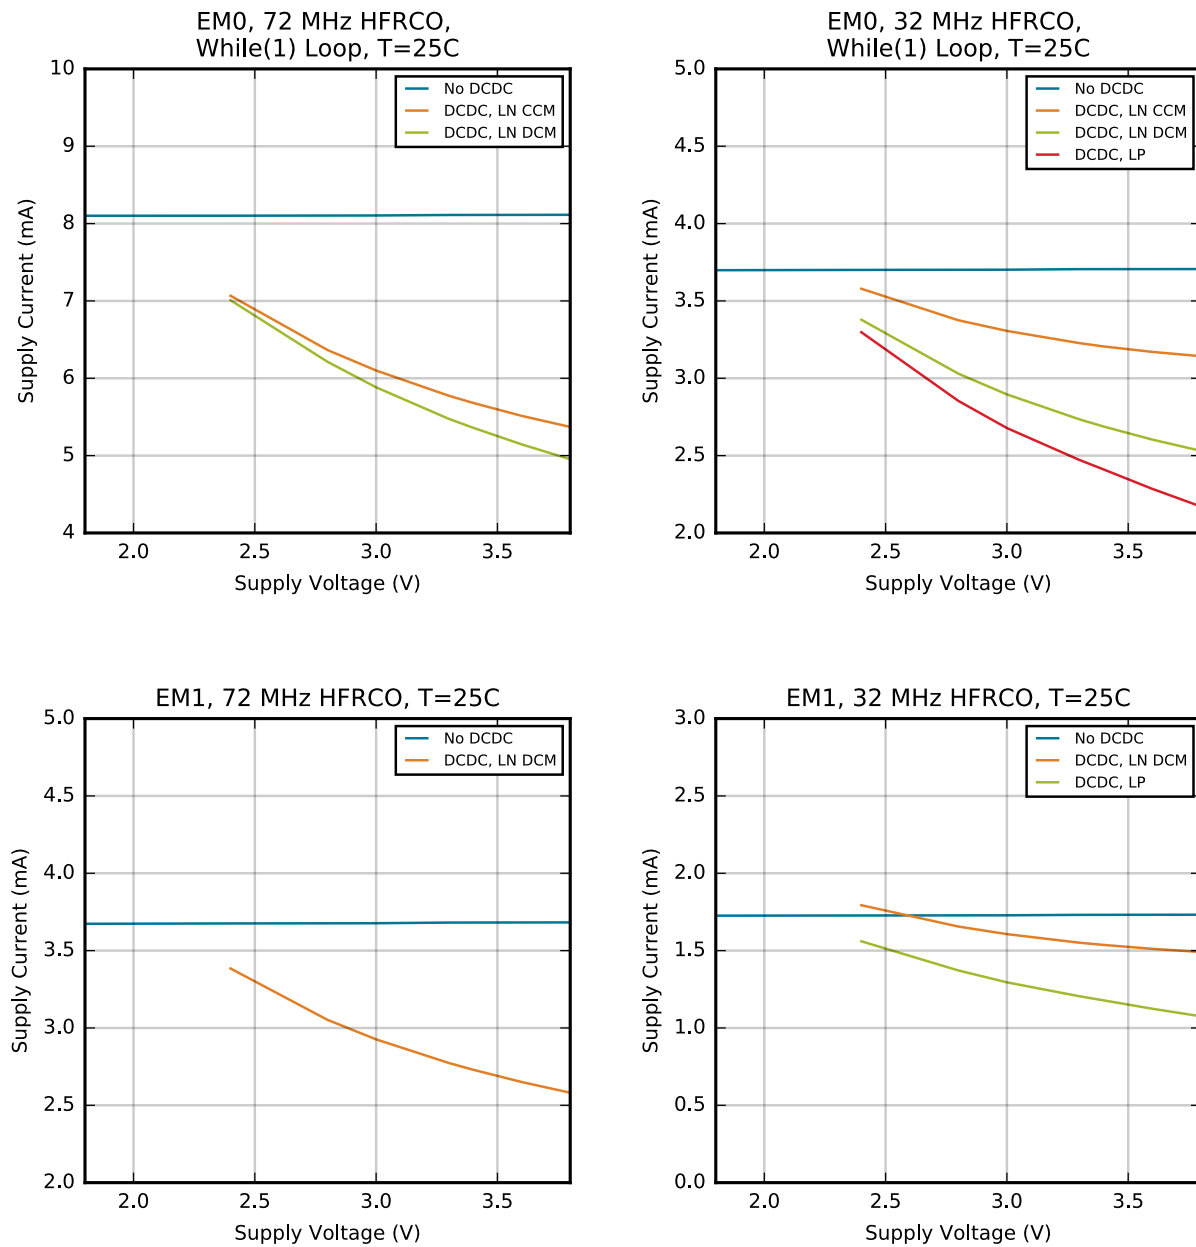 EM0, 72 MHz HFRCO,
While(1) Loop, T=25C
10
9
8
7
6
5
4
Supply Current (mA)
No DCDC
DCDC, LN CCM
DCDC, LN DCM
2.0 2.5 3.0 3.5
Supply Voltage (V)
EM0, 32 MHz HFRCO,
While(1) Loop, T=25C
5.0
4.5
4.0
3.5
3.0
2.5
2.0
Supply Current (mA)
No DCDC
DCDC, LN CCM
DCDC, LN DCM
DCDC, LP
2.0 2.5 3.0 3.5
Supply Voltage (V)
EM1, 72 MHz HFRCO, T=25C
5.0
4.5
4.0
3.5
3.0
2.5
2.0
Supply Current (mA)
No DCDC
DCDC, LN DCM
2.0 2.5 3.0 3.5
Supply Voltage (V)
EM1, 32 MHz HFRCO, T=25C
3.0
2.5
2.0
1.5
1.0
0.5
0.0
Supply Current (mA)
No DCDC
DCDC, LN DCM
DCDC, LP
2.0 2.5 3.0 3.5
Supply Voltage (V)